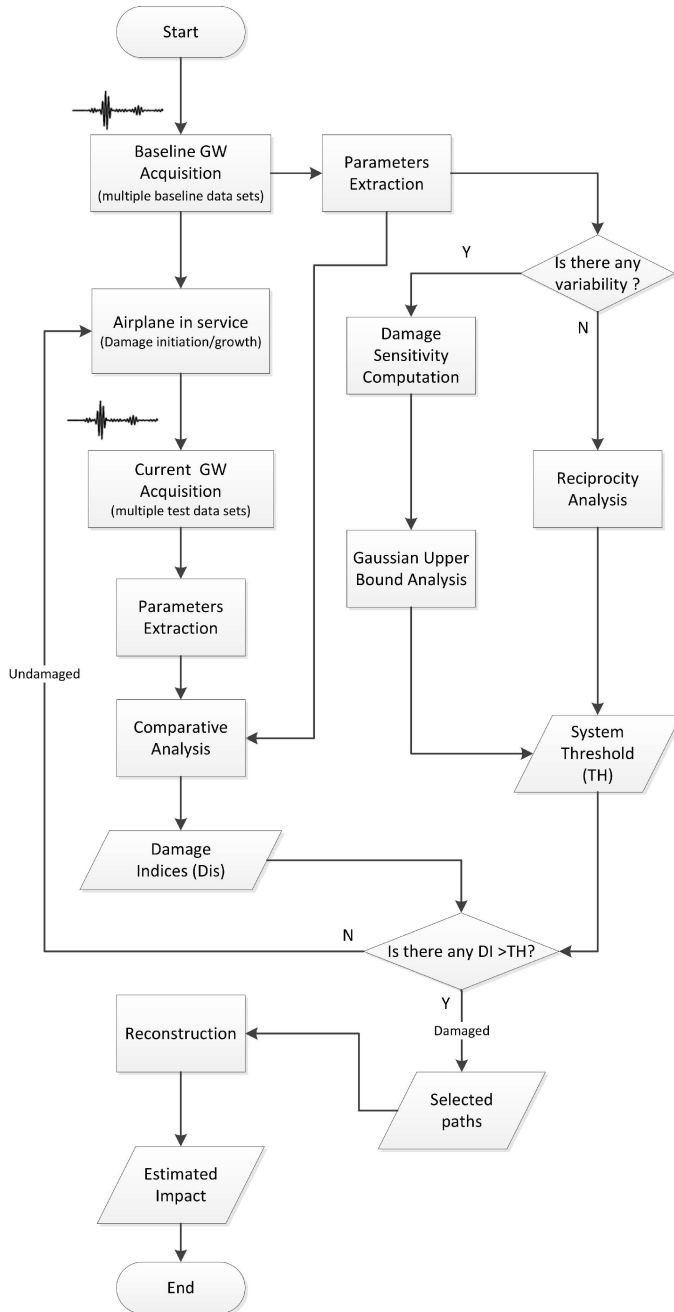 Start
Baseline GW
Acquisition
(multiple baseline data sets)
Parameters
Extraction
Is there any
variability ?
Y
N
Airplane in service
(Damage initiation/growth)
Damage
Sensitivity
Computation
Current GW
Acquisition
(multiple test data sets)
Reciprocity
Analysis
Gaussian Upper
Bound Analysis
Parameters
Extraction
Undamaged
Comparative
Analysis
System
Threshold
(TH)
Damage
Indices (Dis)
Is there any DI >TH?
N
Y
Damaged
Reconstruction
Selected
paths
Estimated
Impact
End